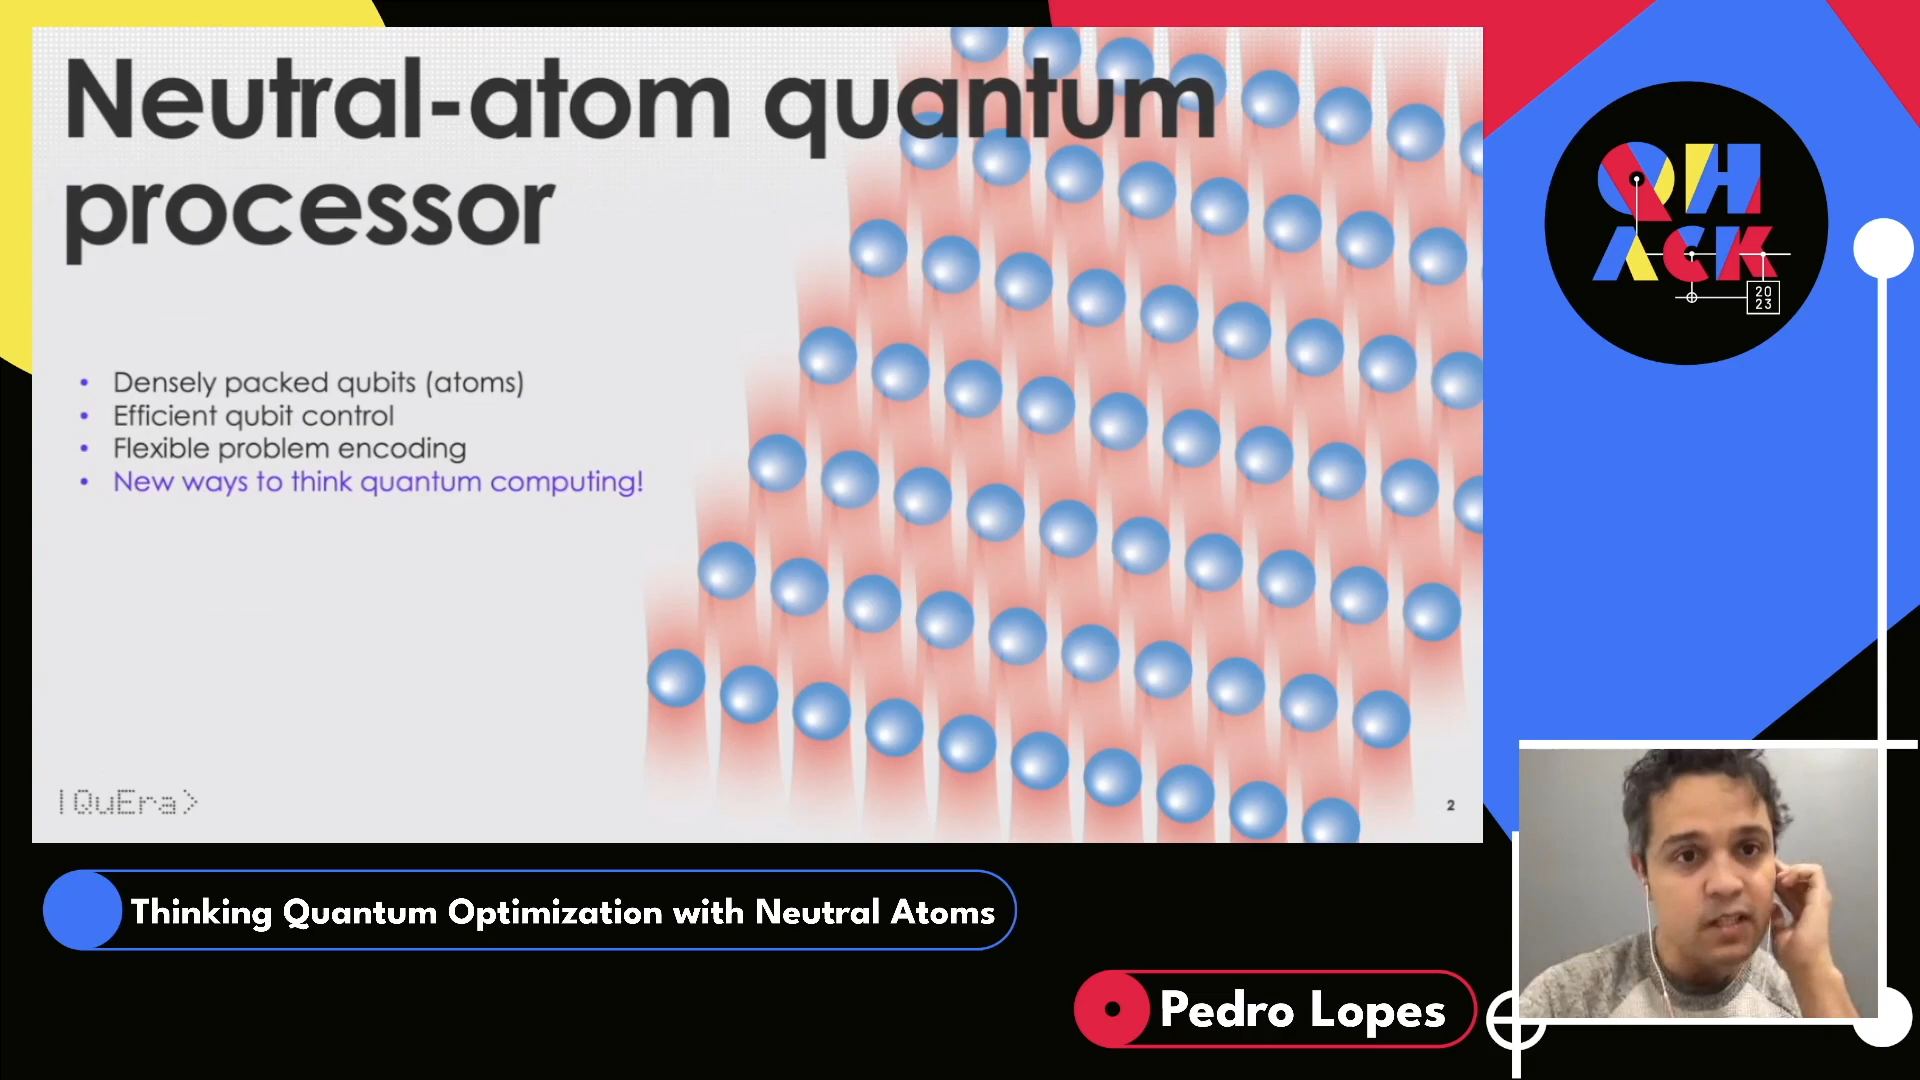 Neutral-atom quantum
processor
• Densely packed qubits (atoms)
• Efficient qubit control
• Flexible problem encoding
• New ways to think quantum computing!
|QuEra>
2
QH
ACK
20
23
Thinking Quantum Optimization with Neutral Atoms
Pedro Lopes